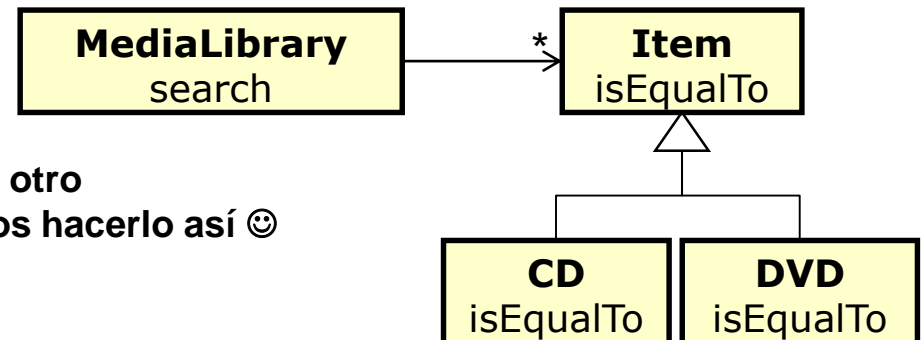 MediaLibrary
search
*
Item
isEqualTo
otro
os hacerlo así ☺
CD
isEqualTo
DVD
isEqualTo